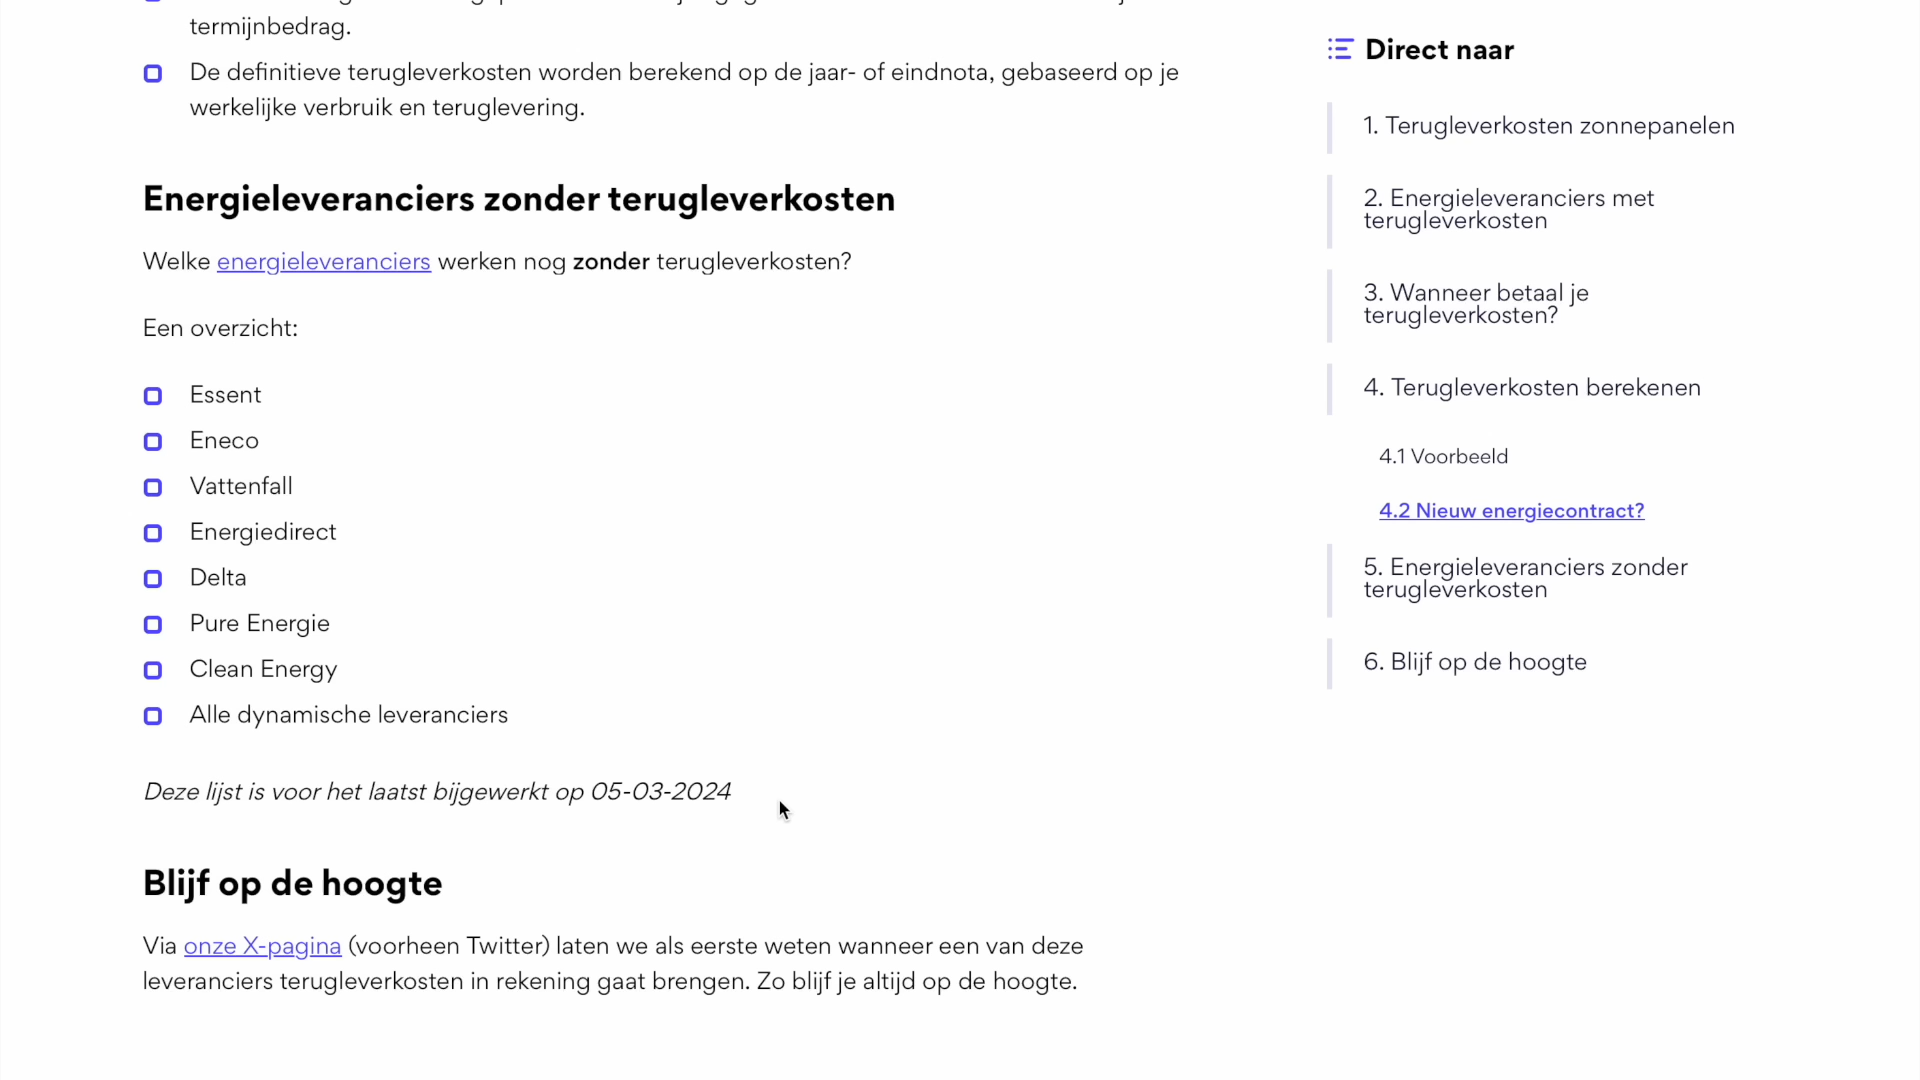 termijnbedrag.
De definitieve terugleverkosten worden berekend op de jaar- of eindnota, gebaseerd op je
werkelijke verbruik en teruglevering.
Energieleveranciers zonder terugleverkosten
Welke energieleveranciers werken nog zonder terugleverkosten?
Een overzicht:
Essent
Eneco
Vattenfall
Energiedirect
Delta
Pure Energie
Clean Energy
Alle dynamische leveranciers
Deze lijst is voor het laatst bijgewerkt op 05-03-2024
Blijf op de hoogte
Via onze X-pagina (voorheen Twitter) laten we als eerste weten wanneer een van deze
leveranciers terugleverkosten in rekening gaat brengen. Zo blijf je altijd op de hoogte.
Direct naar
1. Terugleverkosten zonnepanelen
2. Energieleveranciers met
terugleverkosten
3. Wanneer betaal je
terugleverkosten?
4. Terugleverkosten berekenen
4.1 Voorbeeld
4.2 Nieuw energiecontract?
5. Energieleveranciers zonder
terugleverkosten
6. Blijf op de hoogte